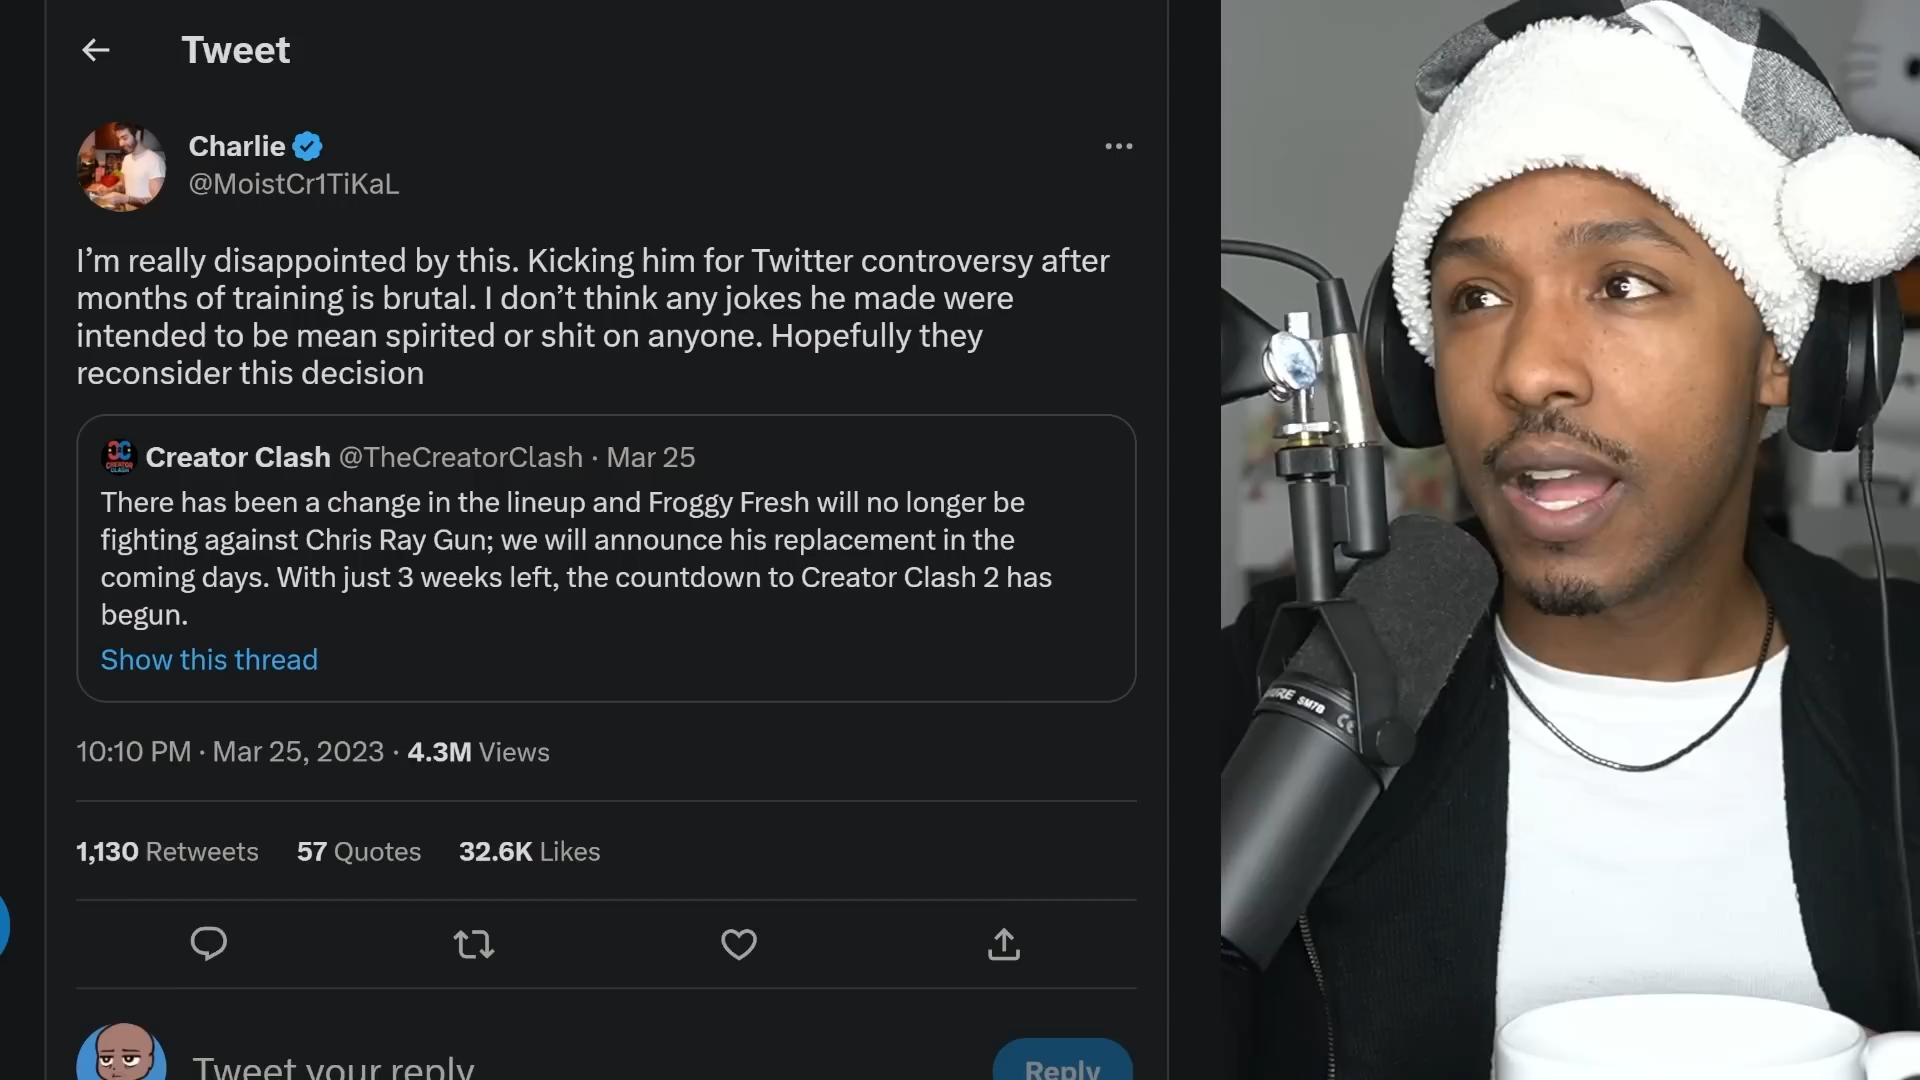 Tweet
Charlie
@MoistCr1TiKaL
I’m really disappointed by this. Kicking him for Twitter controversy after
months of training is brutal. I don’t think any jokes he made were
intended to be mean spirited or shit on anyone. Hopefully they
reconsider this decision
Creator Clash @TheCreatorClash · Mar 25
There has been a change in the lineup and Froggy Fresh will no longer be
fighting against Chris Ray Gun; we will announce his replacement in the
coming days. With just 3 weeks left, the countdown to Creator Clash 2 has
begun.
Show this thread
10:10 PM · Mar 25, 2023 · 4.3M Views
1,130 Retweets 57 Quotes 32.6K Likes
Tweet your reply
Reply
SM7B